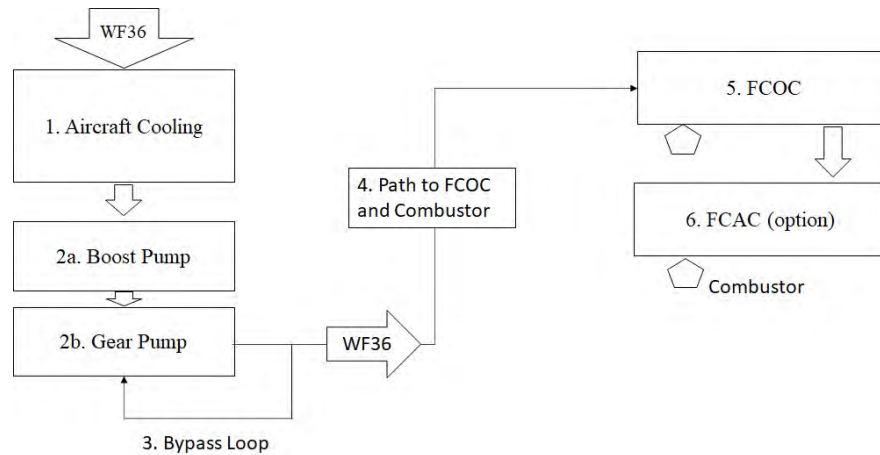 WF36
1. Aircraft Cooling
2a. Boost Pump
2b. Gear Pump
3. Bypass Loop
WF36
4. Path to FCOC
and Combustor
5. FCOC
6. FCAC (option)
Combustor